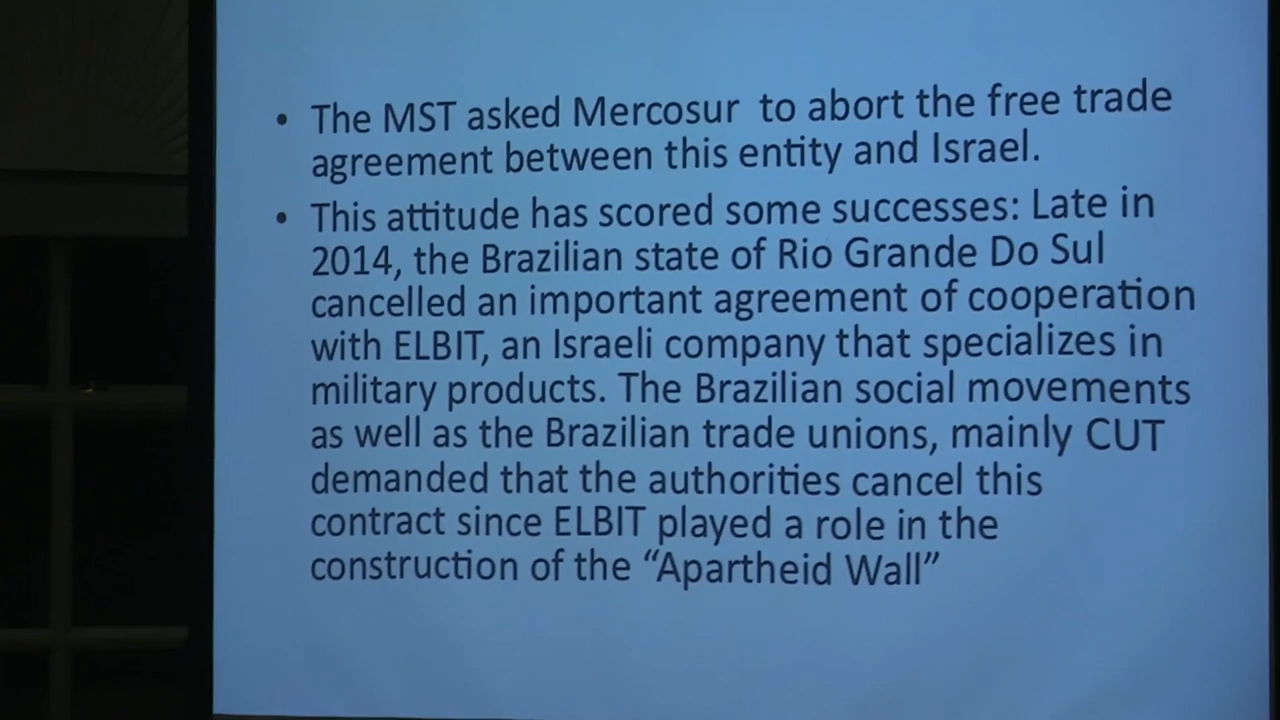 • The MST asked Mercosur to abort the free trade
agreement between this entity and Israel.
• This attitude has scored some successes: Late in
2014, the Brazilian state of Rio Grande Do Sul
cancelled an important agreement of cooperation
with ELBIT, an Israeli company that specializes in
military products. The Brazilian social movements
as well as the Brazilian trade unions, mainly CUT
demanded that the authorities cancel this
contract since ELBIT played a role in the
construction of the “Apartheid Wall”